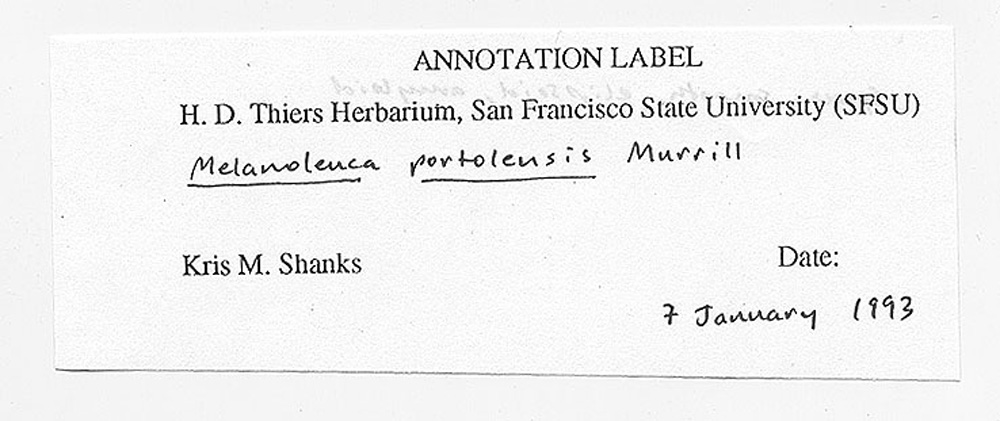 ANNOTATION LABEL
H. D. Thiers Herbarium, San Francisco State University (SFSU)
Melanoleuca portolensis Murrill
Kris M. Shanks Date:
7 January 1993